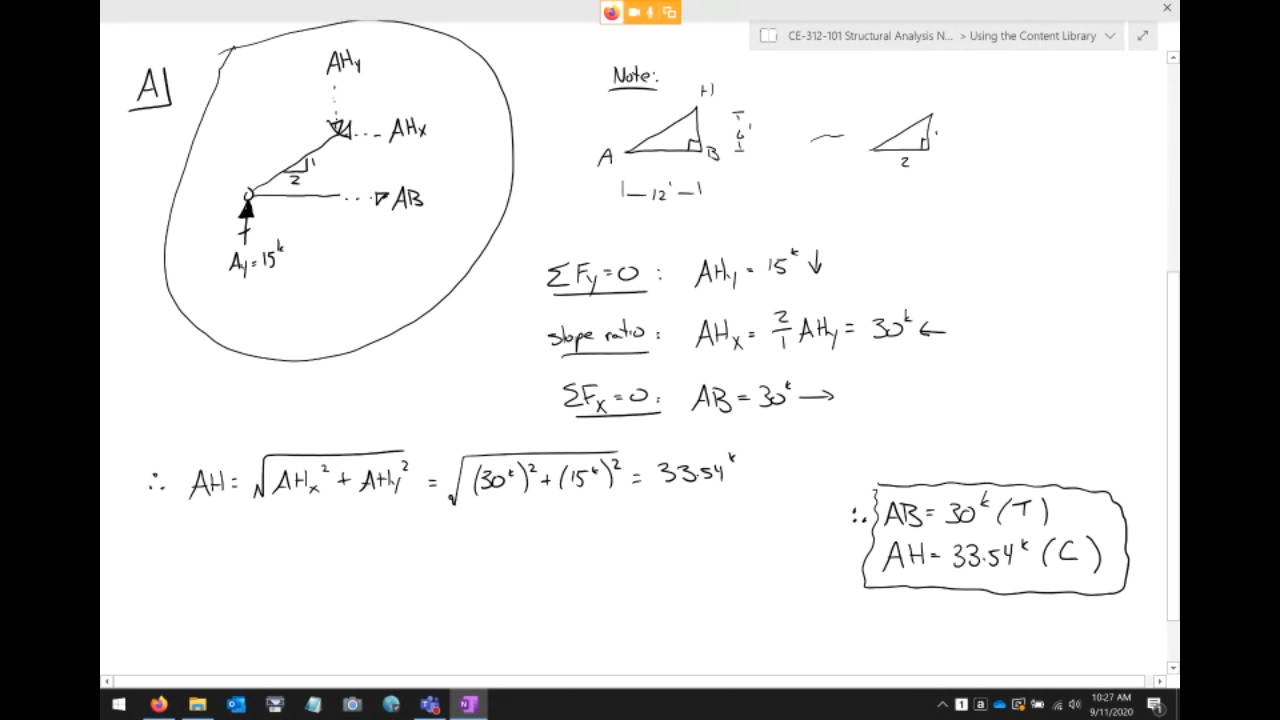 CE-312-101 Structural Analysis N... > Using the Content Library
A]
AHy
AHx
1
2
AB
Ay = 15ᵏ
Note:
H
A
B
6'
12'
~
1
2
ΣFy = 0 : AHy = 15ᵏ ↓
slope ratio : AHx = 2/1 AHy = 30ᵏ ←
ΣFx = 0 : AB = 30ᵏ →
∴ AH = √(AHx² + AHy²) = √((30ᵏ)² + (15ᵏ)²) = 33.54ᵏ
∴ AB = 30ᵏ (T)
AH = 33.54ᵏ (C)
10:27 AM
9/11/2020